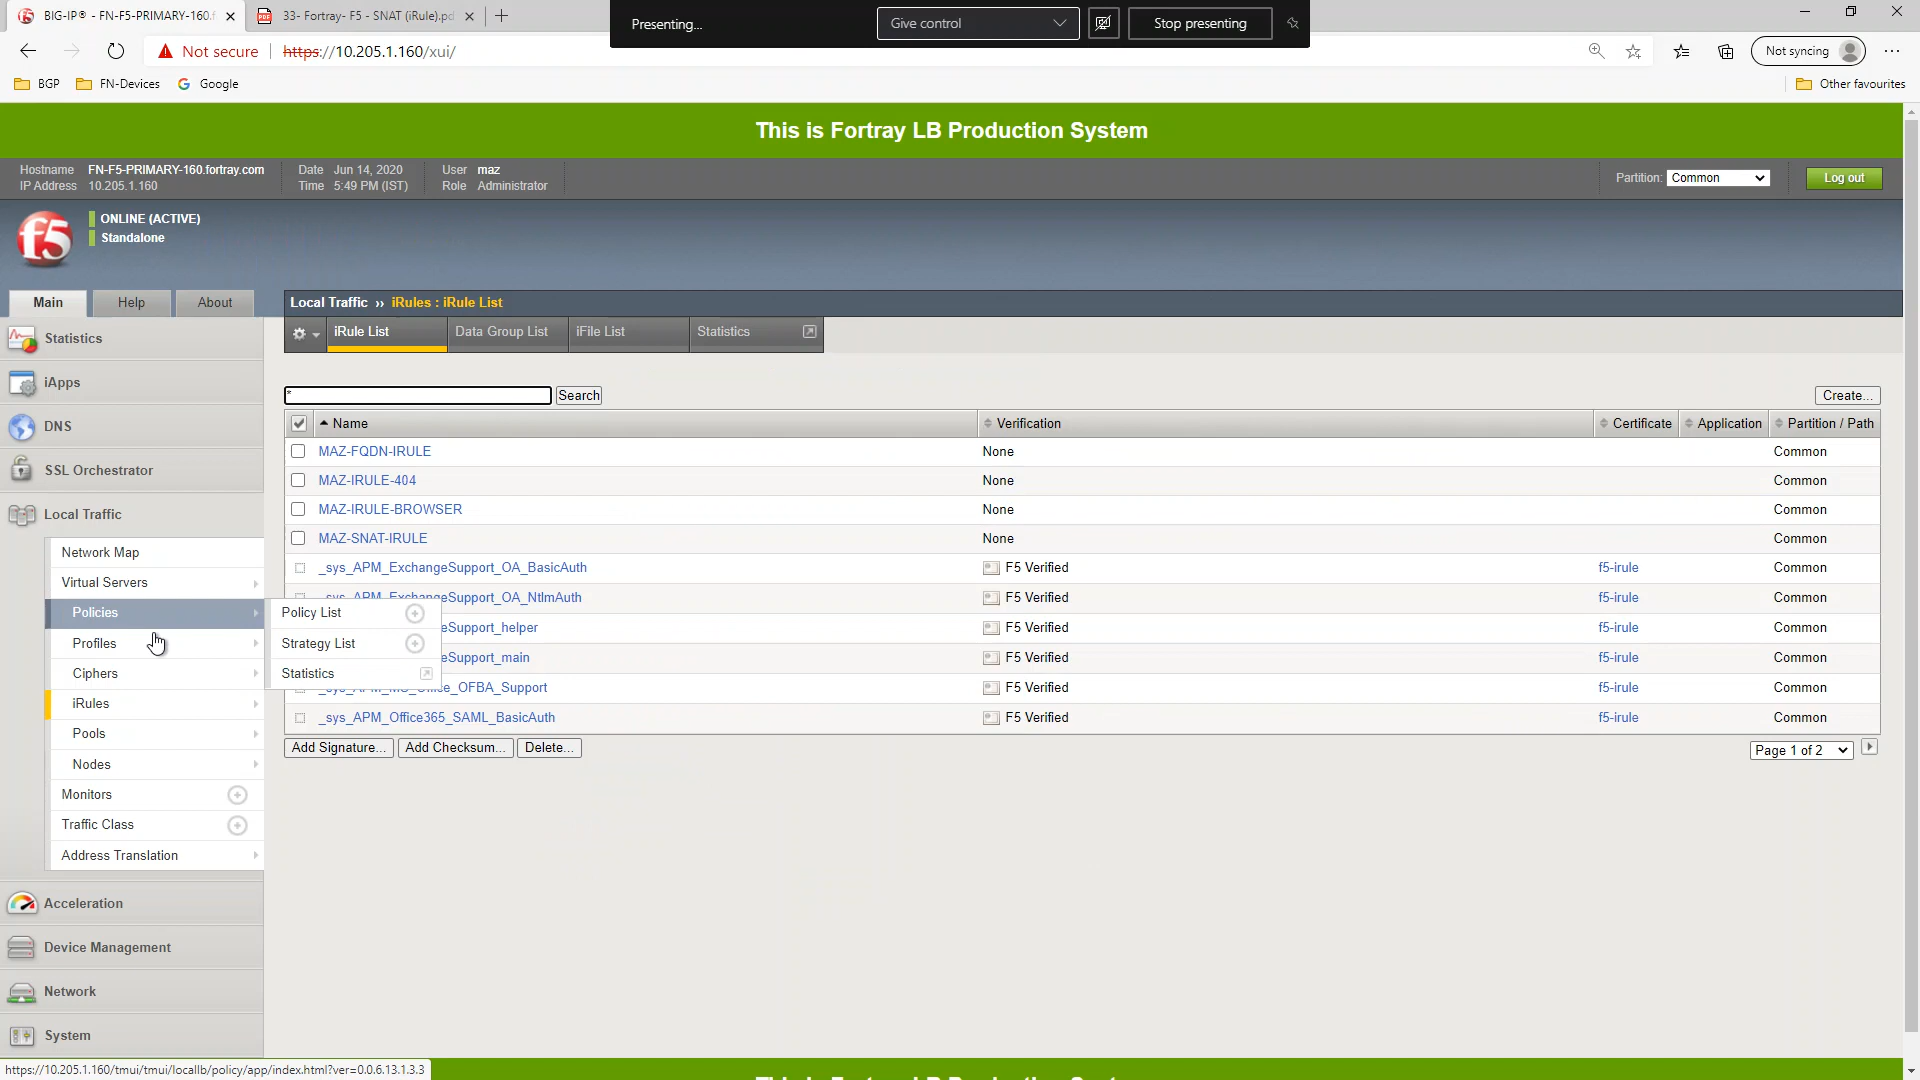 BIG-IP® - FN-F5-PRIMARY-160.f
33- Fortray- F5 - SNAT (iRule).pd
Presenting...
Give control
Stop presenting
Not secure
https://10.205.1.160/xui/
Not syncing
BGP
FN-Devices
Google
Other favourites
This is Fortray LB Production System
Hostname FN-F5-PRIMARY-160.fortray.com
IP Address 10.205.1.160
Date Jun 14, 2020
Time 5:49 PM (IST)
User maz
Role Administrator
Partition: Common
Log out
f5
ONLINE (ACTIVE)
Standalone
Main
Help
About
Local Traffic ›› iRules : iRule List
Statistics
iApps
DNS
SSL Orchestrator
Local Traffic
Network Map
Virtual Servers
Policies
Profiles
Ciphers
iRules
Pools
Nodes
Monitors
Traffic Class
Address Translation
Acceleration
Device Management
Network
System
Policy List
Strategy List
Statistics
iRule List
Data Group List
iFile List
Statistics
*
Search
Create...
Name Verification Certificate Application Partition / Path
MAZ-FQDN-IRULE None Common
MAZ-IRULE-404 None Common
MAZ-IRULE-BROWSER None Common
MAZ-SNAT-IRULE None Common
_sys_APM_ExchangeSupport_OA_BasicAuth F5 Verified f5-irule Common
_sys_APM_ExchangeSupport_OA_NtlmAuth F5 Verified f5-irule Common
eSupport_helper F5 Verified f5-irule Common
eSupport_main F5 Verified f5-irule Common
_sys_APM_MS_Office_OFBA_Support F5 Verified f5-irule Common
_sys_APM_Office365_SAML_BasicAuth F5 Verified f5-irule Common
Add Signature...
Add Checksum...
Delete...
Page 1 of 2
https://10.205.1.160/tmui/tmui/locallb/policy/app/index.html?ver=0.0.6.13.1.3.3